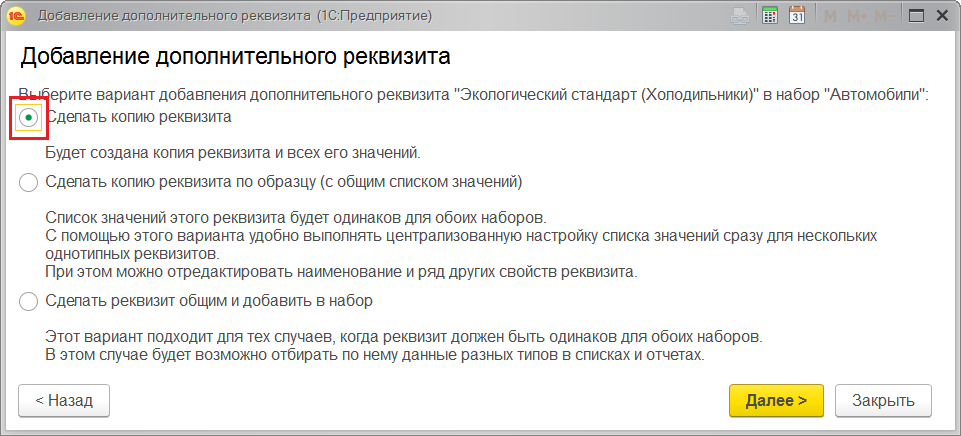 1С Добавление дополнительного реквизита (1С:Предприятие) 31 M M+ M-
Добавление дополнительного реквизита
Выберите вариант добавления дополнительного реквизита "Экологический стандарт (Холодильники)" в набор "Автомобили":
Сделать копию реквизита
Будет создана копия реквизита и всех его значений.
Сделать копию реквизита по образцу (с общим списком значений)
Список значений этого реквизита будет одинаков для обоих наборов.
С помощью этого варианта удобно выполнять централизованную настройку списка значений сразу для нескольких
однотипных реквизитов.
При этом можно отредактировать наименование и ряд других свойств реквизита.
Сделать реквизит общим и добавить в набор
Этот вариант подходит для тех случаев, когда реквизит должен быть одинаков для обоих наборов.
В этом случае будет возможно отбирать по нему данные разных типов в списках и отчетах.
< Назад Далее > Закрыть